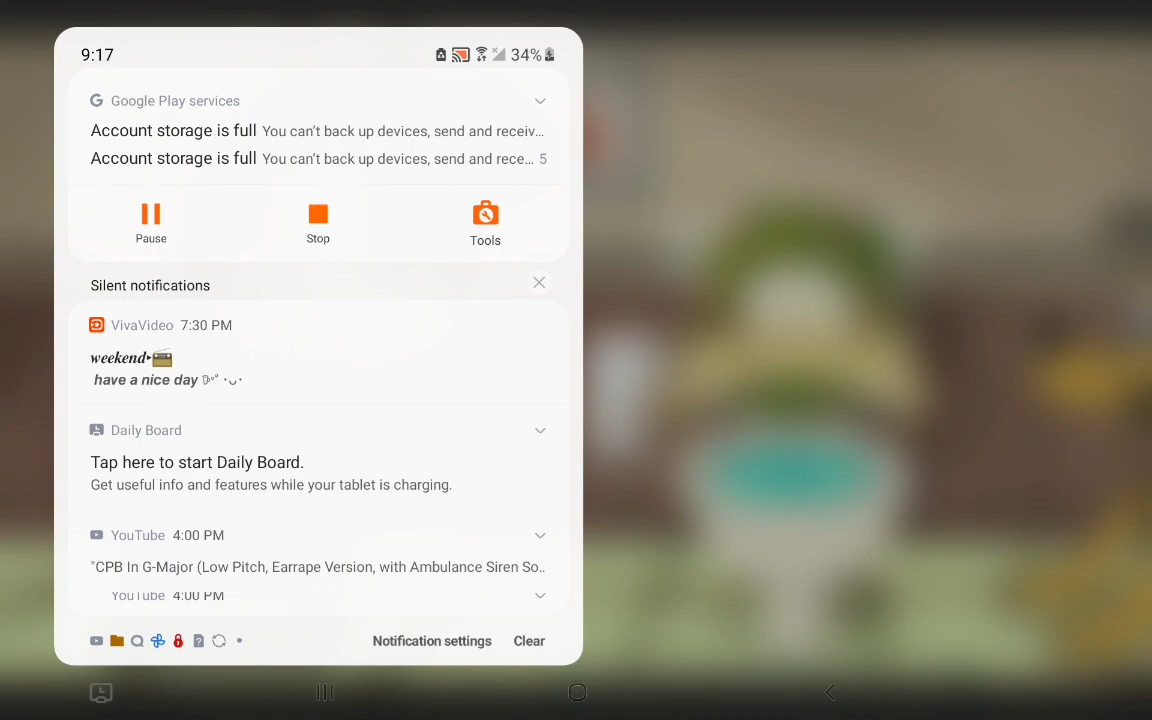 9:17
34%
Google Play services
Account storage is full You can't back up devices, send and receiv...
Account storage is full You can't back up devices, send and rece... 5
Pause
Stop
Tools
Silent notifications
VivaVideo 7:30 PM
weekend
have a nice day
Daily Board
Tap here to start Daily Board.
Get useful info and features while your tablet is charging.
YouTube 4:00 PM
"CPB In G-Major (Low Pitch, Earrape Version, with Ambulance Siren So..
YouTube 4:00 PM
Notification settings
Clear